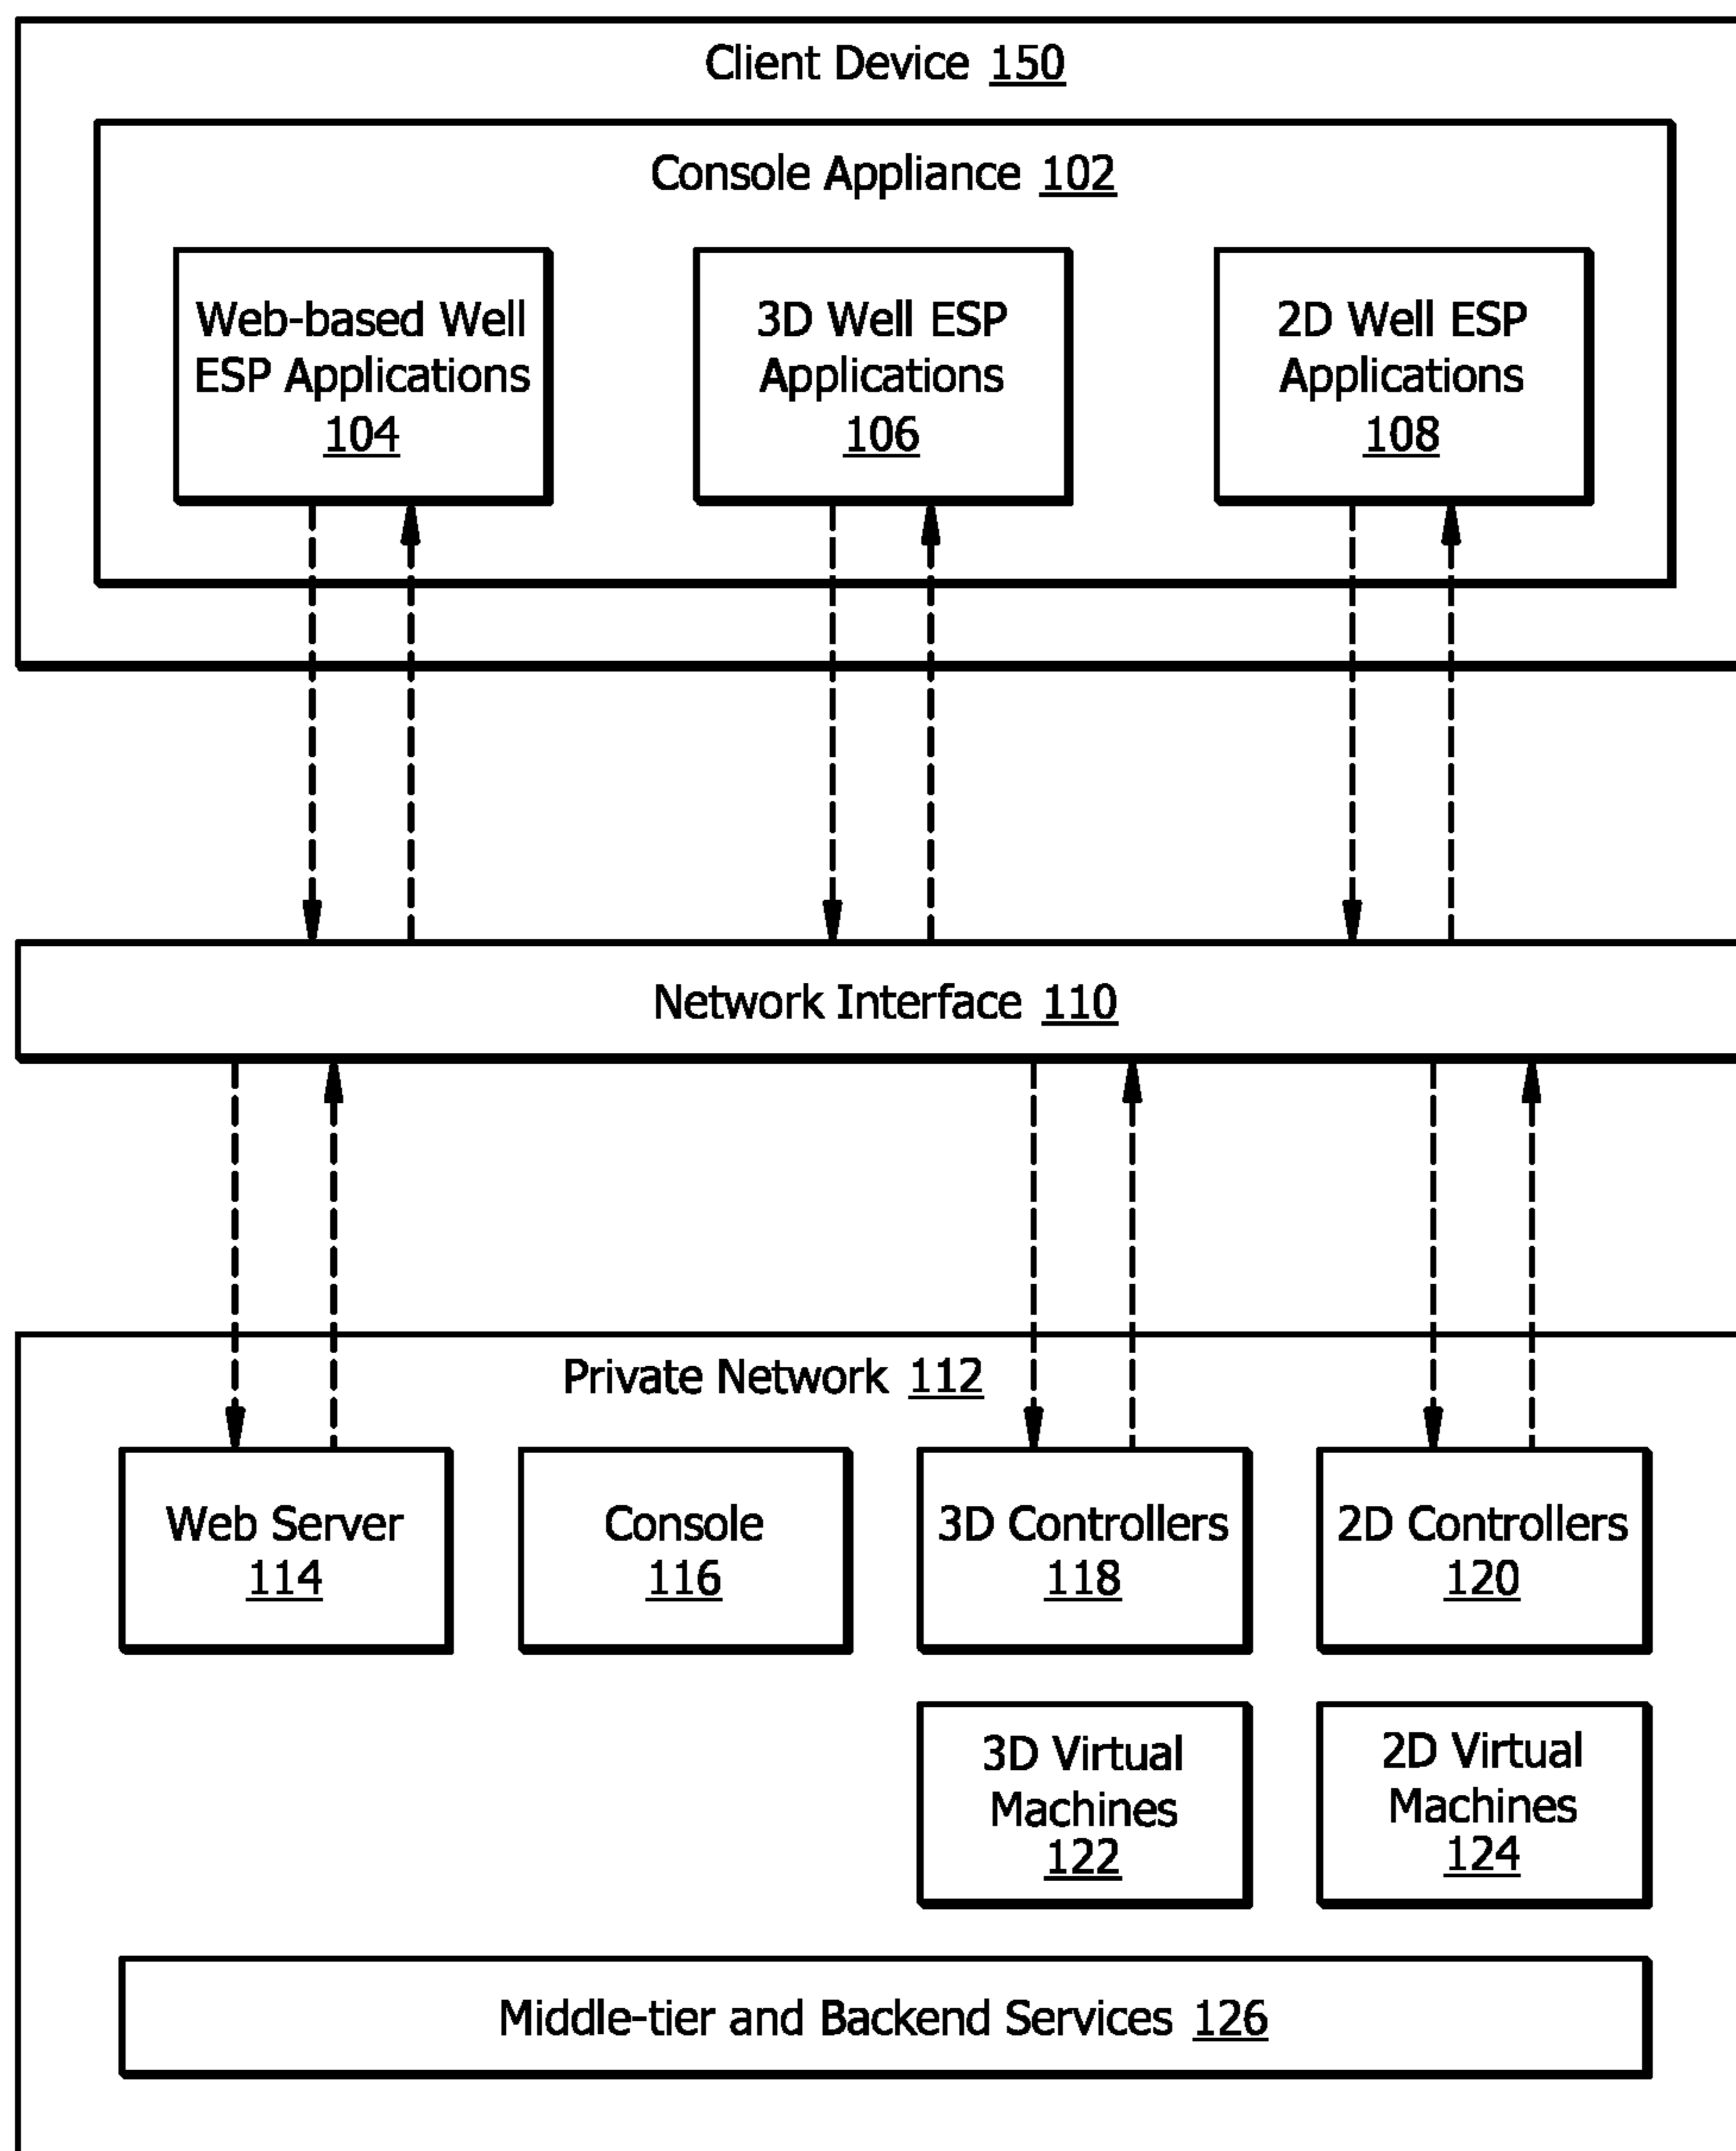 Client Device 150
Console Appliance 102
Web-based Well
ESP Applications
104
3D Well ESP
Applications
106
2D Well ESP
Applications
108
Network Interface 110
Private Network 112
Web Server
114
Console
116
3D Controllers
118
2D Controllers
120
3D Virtual
Machines
122
2D Virtual
Machines
124
Middle-tier and Backend Services 126